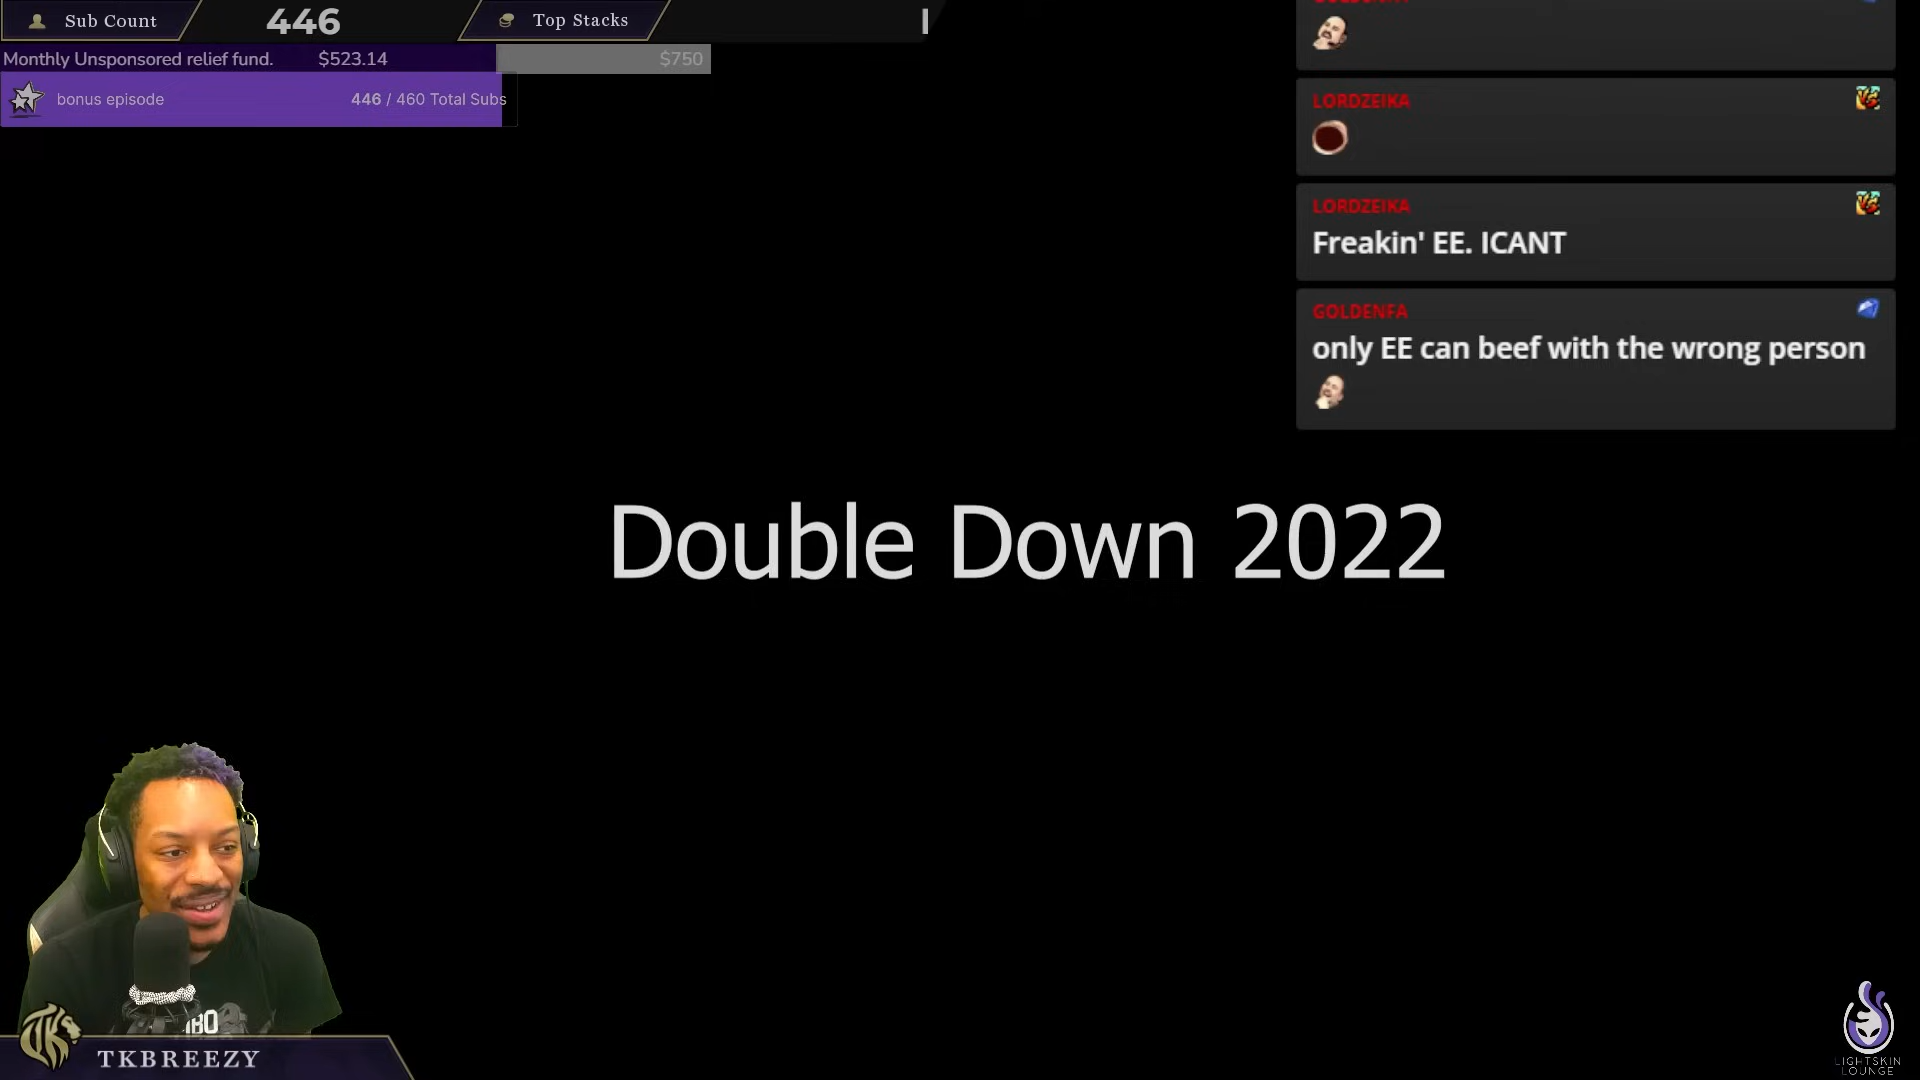 Sub Count
446
Top Stacks
Monthly Unsponsored relief fund. $523.14 $750
bonus episode 446 / 460 Total Subs
LORDZEIKA
LORDZEIKA
Freakin' EE. ICANT
GOLDENFA
only EE can beef with the wrong person
Double Down 2022
TKBREEZY
LIGHTSKIN
LOUNGE